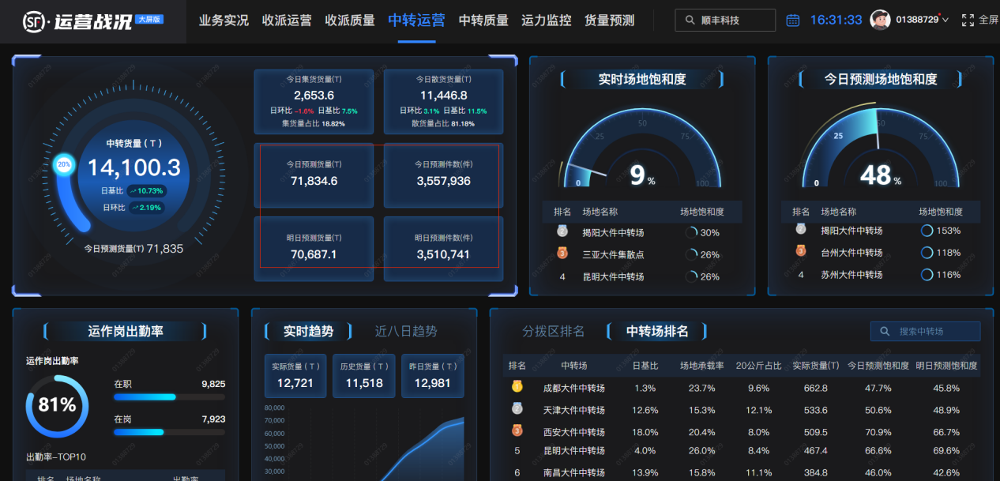 SF·运营战况 大屏版
业务实况 收派运营 收派质量 中转运营 中转质量 运力监控 货量预测
顺丰科技
16:31:33
01388729
全屏
中转货量(T)
14,100.3
20%
日基比 10.73%
日环比 2.19%
今日预测货量(T) 71,835
今日集货货量(T)
2,653.6
日环比 -1.6% 日基比 7.5%
集货量占比 18.82%
今日散货货量(T)
11,446.8
日环比 3.1% 日基比 11.5%
散货量占比 81.18%
今日预测货量(T)
71,834.6
今日预测件数(件)
3,557,936
明日预测货量(T)
70,687.1
明日预测件数(件)
3,510,741
实时场地饱和度
0 25 50 75 100
9%
排名 场地名称 场地饱和度
2 揭阳大件中转场 30%
3 三亚大件集散点 26%
4 昆明大件中转场 26%
今日预测场地饱和度
0 25 50 75 100
48%
排名 场地名称 场地饱和度
2 揭阳大件中转场 153%
3 台州大件中转场 118%
4 苏州大件中转场 116%
运作岗出勤率
运作岗出勤率
81%
在职 9,825
在岗 7,923
出勤率-TOP10
排名 场地名称 出勤率
实时趋势 近八日趋势
实际货量(T)
12,721
历史货量(T)
11,518
昨日货量(T)
12,981
80,000
70,000
60,000
50,000
40,000
30,000
分拨区排名 中转场排名
搜索中转场
排名 中转场 日基比 场地承载率 20公斤占比 实际货量(T) 今日预测饱和度 明日预测饱和度
1 成都大件中转场 1.3% 23.7% 9.6% 662.8 47.7% 45.8%
2 天津大件中转场 12.6% 15.3% 12.1% 533.6 50.6% 48.9%
3 西安大件中转场 18.0% 20.4% 8.0% 509.5 70.9% 66.7%
5 昆明大件中转场 4.0% 26.0% 8.4% 467.4 66.6% 69.6%
6 南昌大件中转场 13.9% 15.8% 11.1% 384.8 46.0% 42.6%